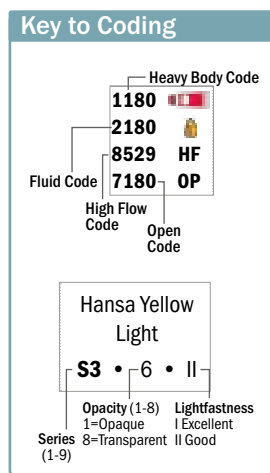 Key to Coding
Heavy Body Code
1180
2180
8529 HF
7180 OP
Fluid Code
High Flow
Code
Open
Code
Hansa Yellow
Light
S3 • 6 • II
Series
(1-9)
Opacity (1-8)
1=Opaque
8=Transparent
Lightfastness
I Excellent
II Good